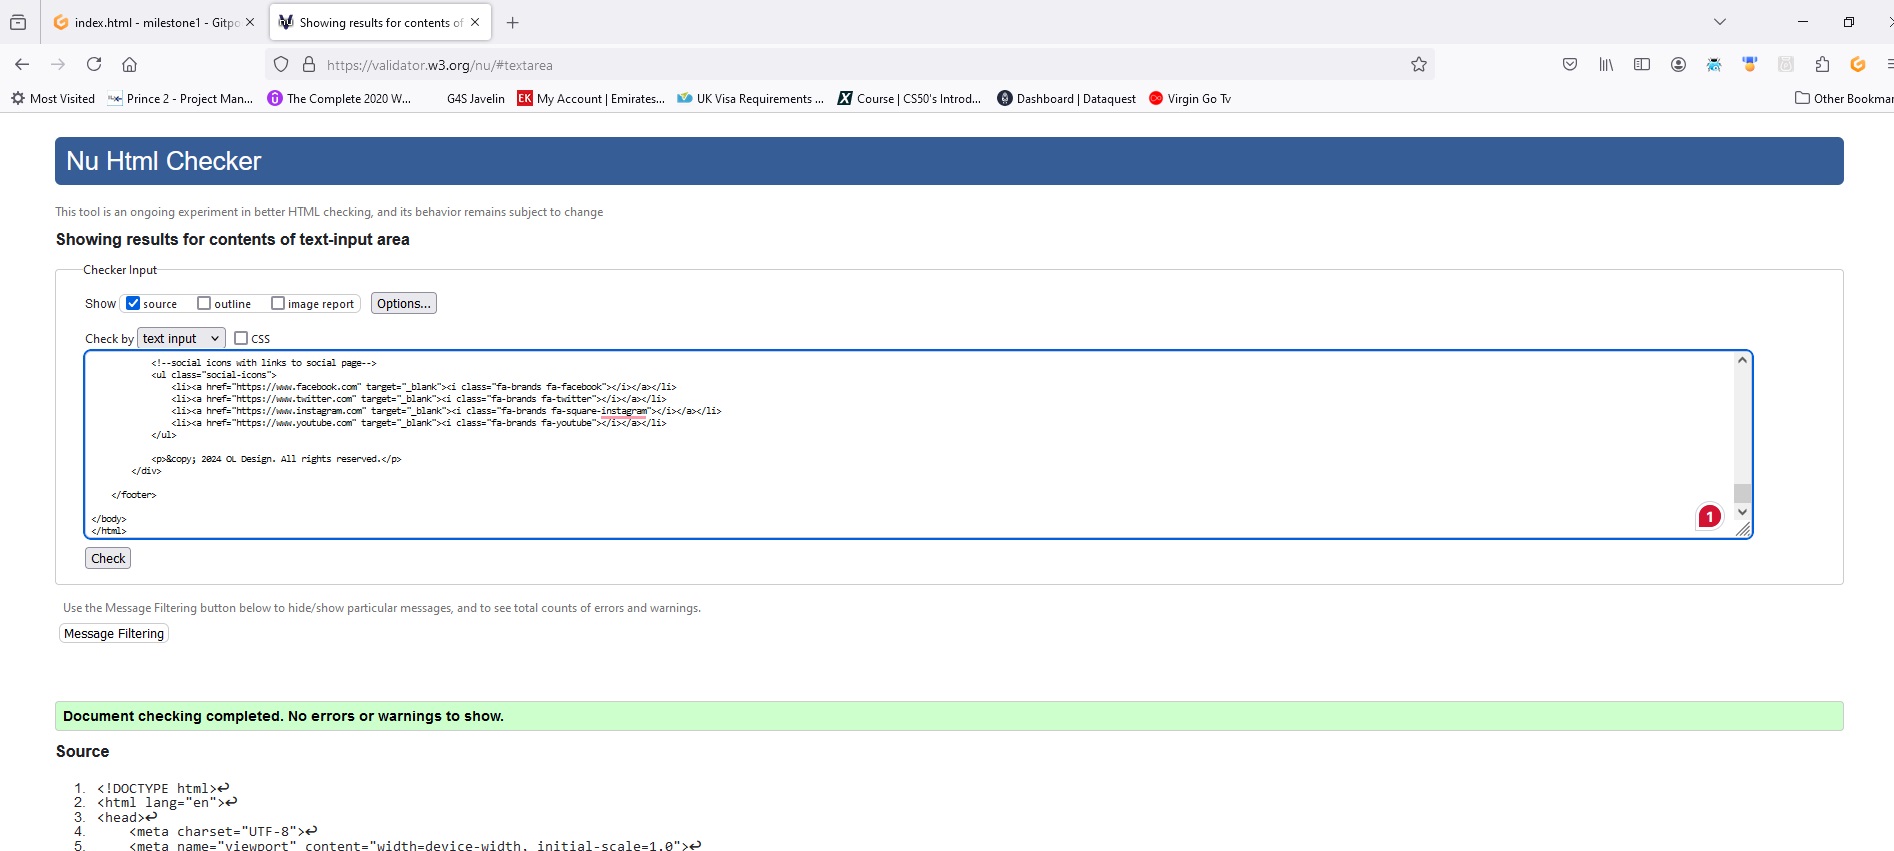 index.html - milestone1 - Gitpo
Showing results for contents of
https://validator.w3.org/nu/#textarea
Most Visited
Prince 2 - Project Man...
The Complete 2020 W...
G4S Javelin
EK My Account | Emirates...
UK Visa Requirements ...
Course | CS50's Introd...
Dashboard | Dataquest
Virgin Go Tv
Other Bookmar
Nu Html Checker
This tool is an ongoing experiment in better HTML checking, and its behavior remains subject to change
Showing results for contents of text-input area
Checker Input
Show source outline image report Options...
Check by text input CSS
<!--social icons with links to social page-->
<ul class="social-icons">
<li><a href="https://www.facebook.com" target="_blank"><i class="fa-brands fa-facebook"></i></a></li>
<li><a href="https://www.twitter.com" target="_blank"><i class="fa-brands fa-twitter"></i></a></li>
<li><a href="https://www.instagram.com" target="_blank"><i class="fa-brands fa-square-instagram"></i></a></li>
<li><a href="https://www.youtube.com" target="_blank"><i class="fa-brands fa-youtube"></i></a></li>
</ul>
<p>&copy; 2024 OL Design. All rights reserved.</p>
</div>
</footer>
</body>
</html>
1
Check
Use the Message Filtering button below to hide/show particular messages, and to see total counts of errors and warnings.
Message Filtering
Document checking completed. No errors or warnings to show.
Source
1. <!DOCTYPE html>↩
2. <html lang="en">↩
3. <head>↩
4. <meta charset="UTF-8">↩
5. <meta name="viewport" content="width=device-width, initial-scale=1.0">↩